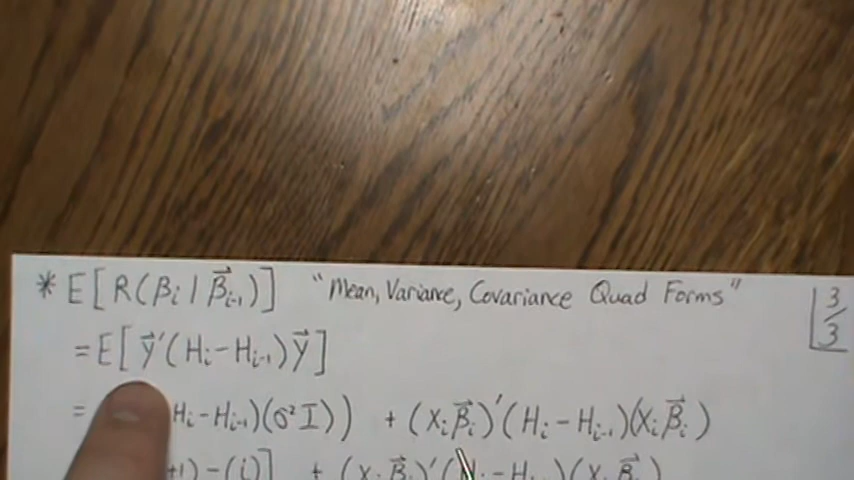 * E[R(βi | β⃗i-1)] "Mean, Variance, Covariance Quad Forms" 3/3
= E[y⃗'(Hi - Hi-1)y⃗]
= Hi - Hi-1)(σ²I)) + (Xiβ⃗i)'(Hi - Hi-1)(Xiβ⃗i)
+1) - (i)] + (X β⃗i)'( - H )(X β⃗i)